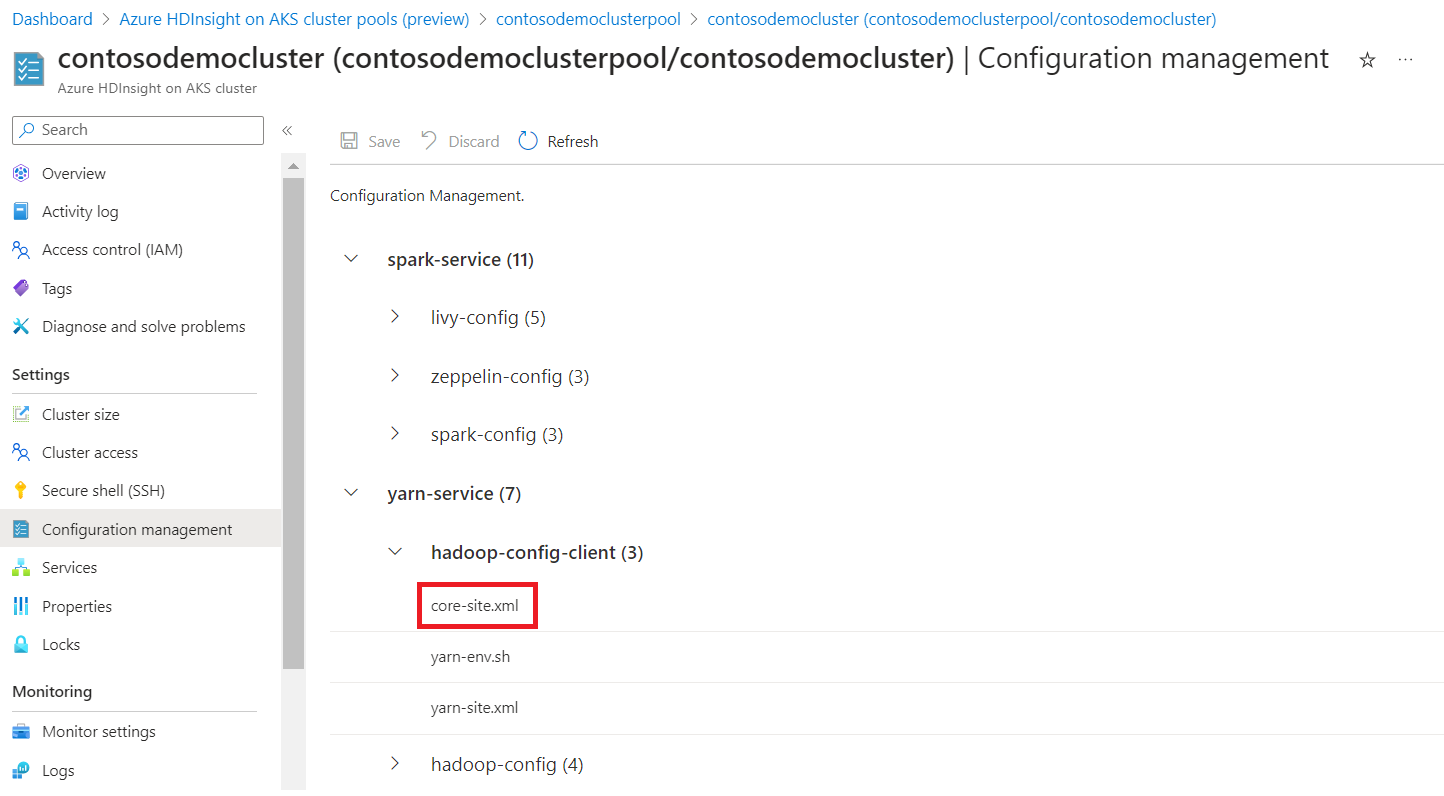 Dashboard > Azure HDInsight on AKS cluster pools (preview) > contosodemoclusterpool > contosodemocluster (contosodemoclusterpool/contosodemocluster)
contosodemocluster (contosodemoclusterpool/contosodemocluster) | Configuration management
Azure HDInsight on AKS cluster
Search
Overview
Activity log
Access control (IAM)
Tags
Diagnose and solve problems
Settings
Cluster size
Cluster access
Secure shell (SSH)
Configuration management
Services
Properties
Locks
Monitoring
Monitor settings
Logs
Save Discard Refresh
Configuration Management.
spark-service (11)
livy-config (5)
zeppelin-config (3)
spark-config (3)
yarn-service (7)
hadoop-config-client (3)
core-site.xml
yarn-env.sh
yarn-site.xml
hadoop-config (4)